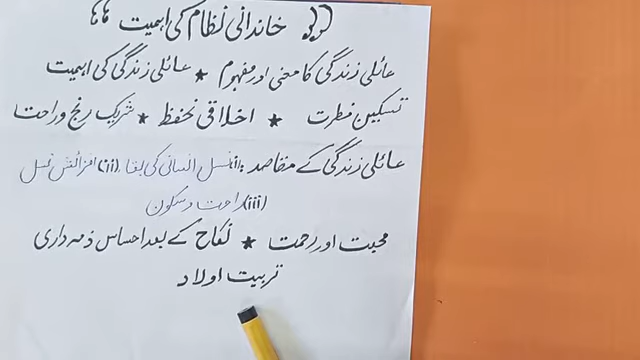 خاندانی نظام کی اہمیت
عائلی زندگی کا معنی اور مفہوم ★ عائلی زندگی کی اہمیت
تسکین فطرت ★ اخلاقی تحفظ ★ شریک رنج و راحت
عائلی زندگی کے مقاصد :(i) نسل انسانی کی بقا ,(ii) افزائش نسل
(iii) راحت و سکون
محبت اور رحمت ★ نکاح کے بعد احساس ذمہ داری
تربیت اولاد